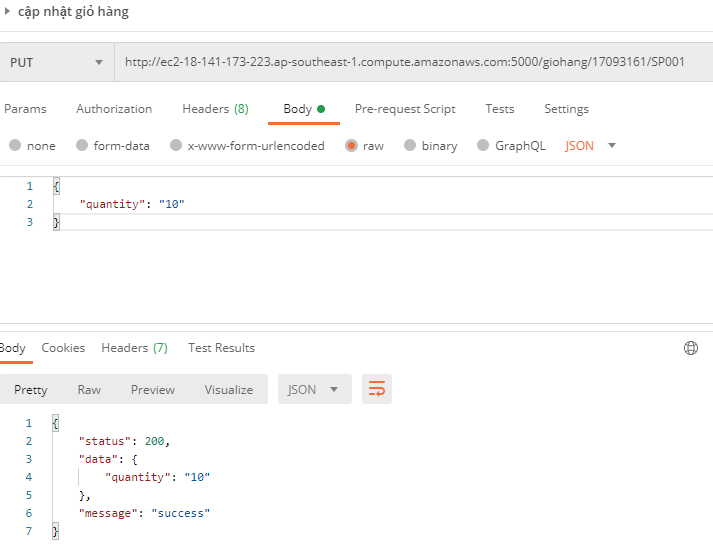 cập nhật giỏ hàng
PUT http://ec2-18-141-173-223.ap-southeast-1.compute.amazonaws.com:5000/giohang/17093161/SP001
Params Authorization Headers (8) Body Pre-request Script Tests Settings
none form-data x-www-form-urlencoded raw binary GraphQL JSON
1 {
2 "quantity": "10"
3 }
Body Cookies Headers (7) Test Results
Pretty Raw Preview Visualize JSON
1 {
2 "status": 200,
3 "data": {
4 "quantity": "10"
5 },
6 "message": "success"
7 }